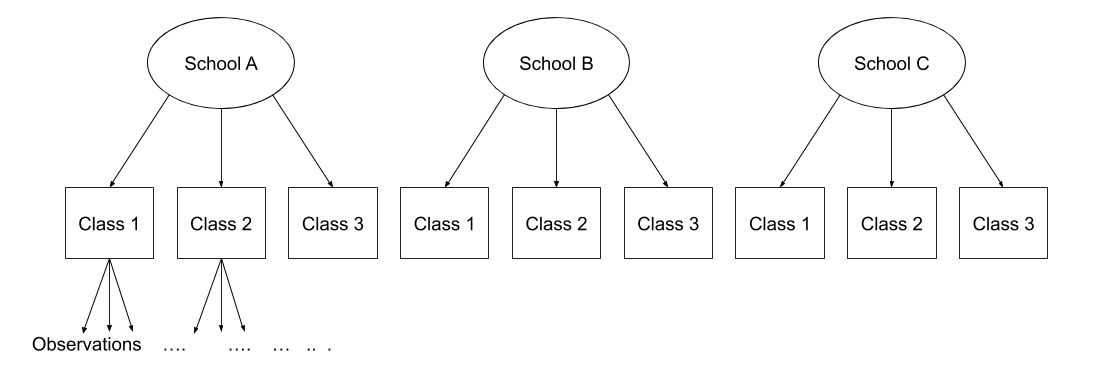 School A School B School C
Class 1 Class 2 Class 3 Class 1 Class 2 Class 3 Class 1 Class 2 Class 3
Observations .... .... ... .. .